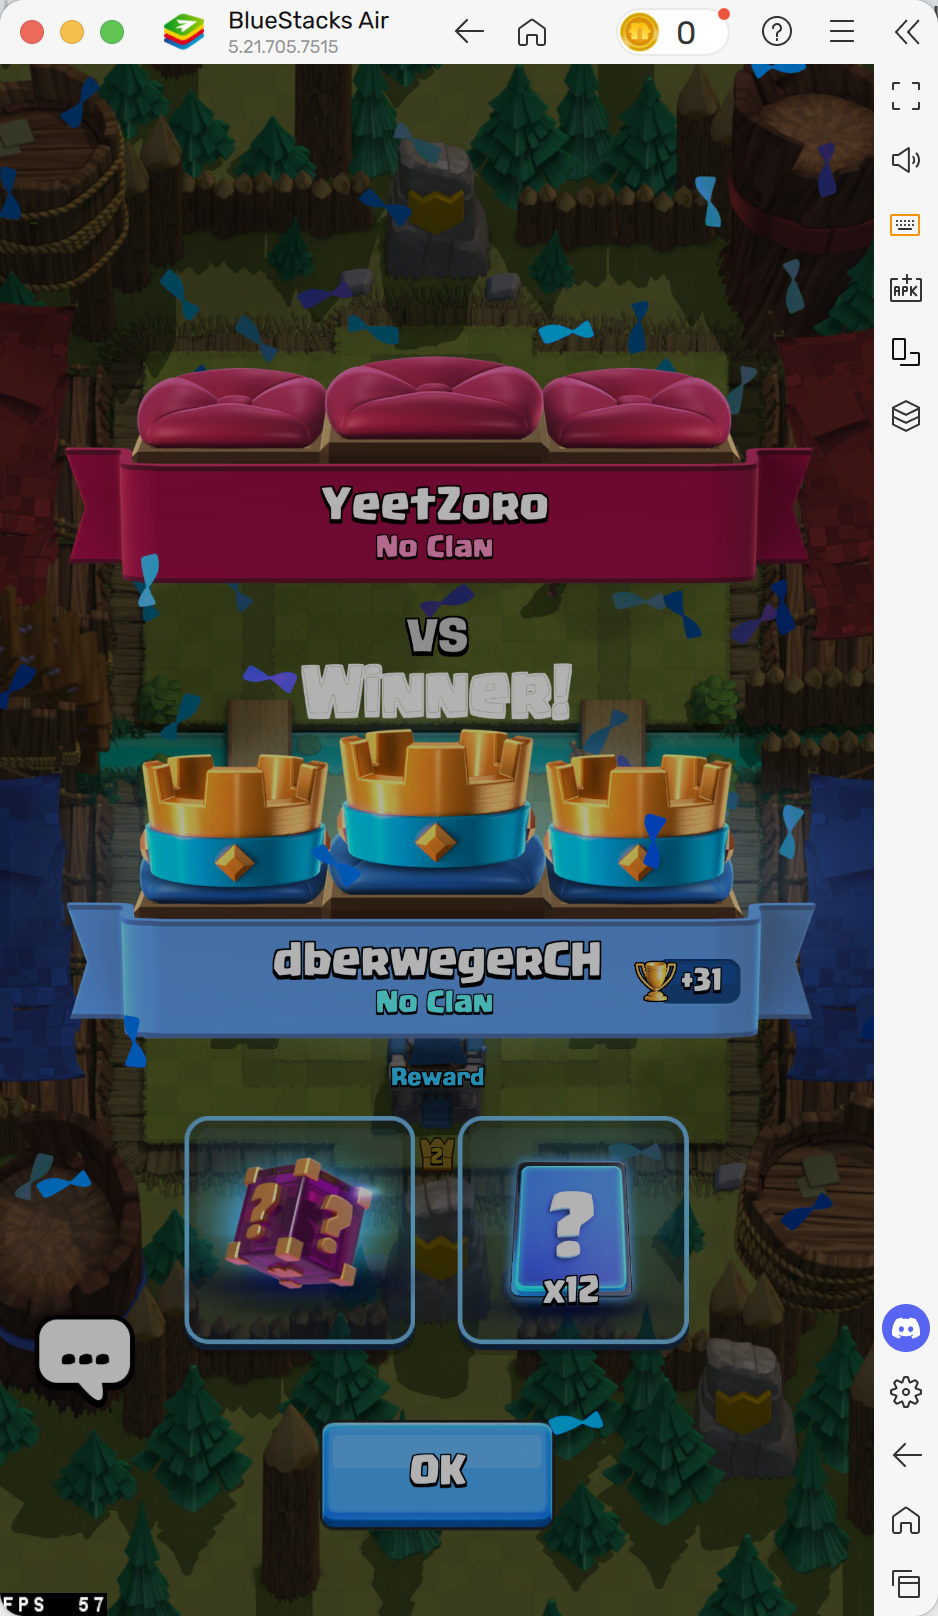 BlueStacks Air
5.21.705.7515
0
APK
YeetZoro
No Clan
VS
Winner!
dberwegerCH
+31
No Clan
Reward
2
? ?
?
x12
...
OK
FPS 57